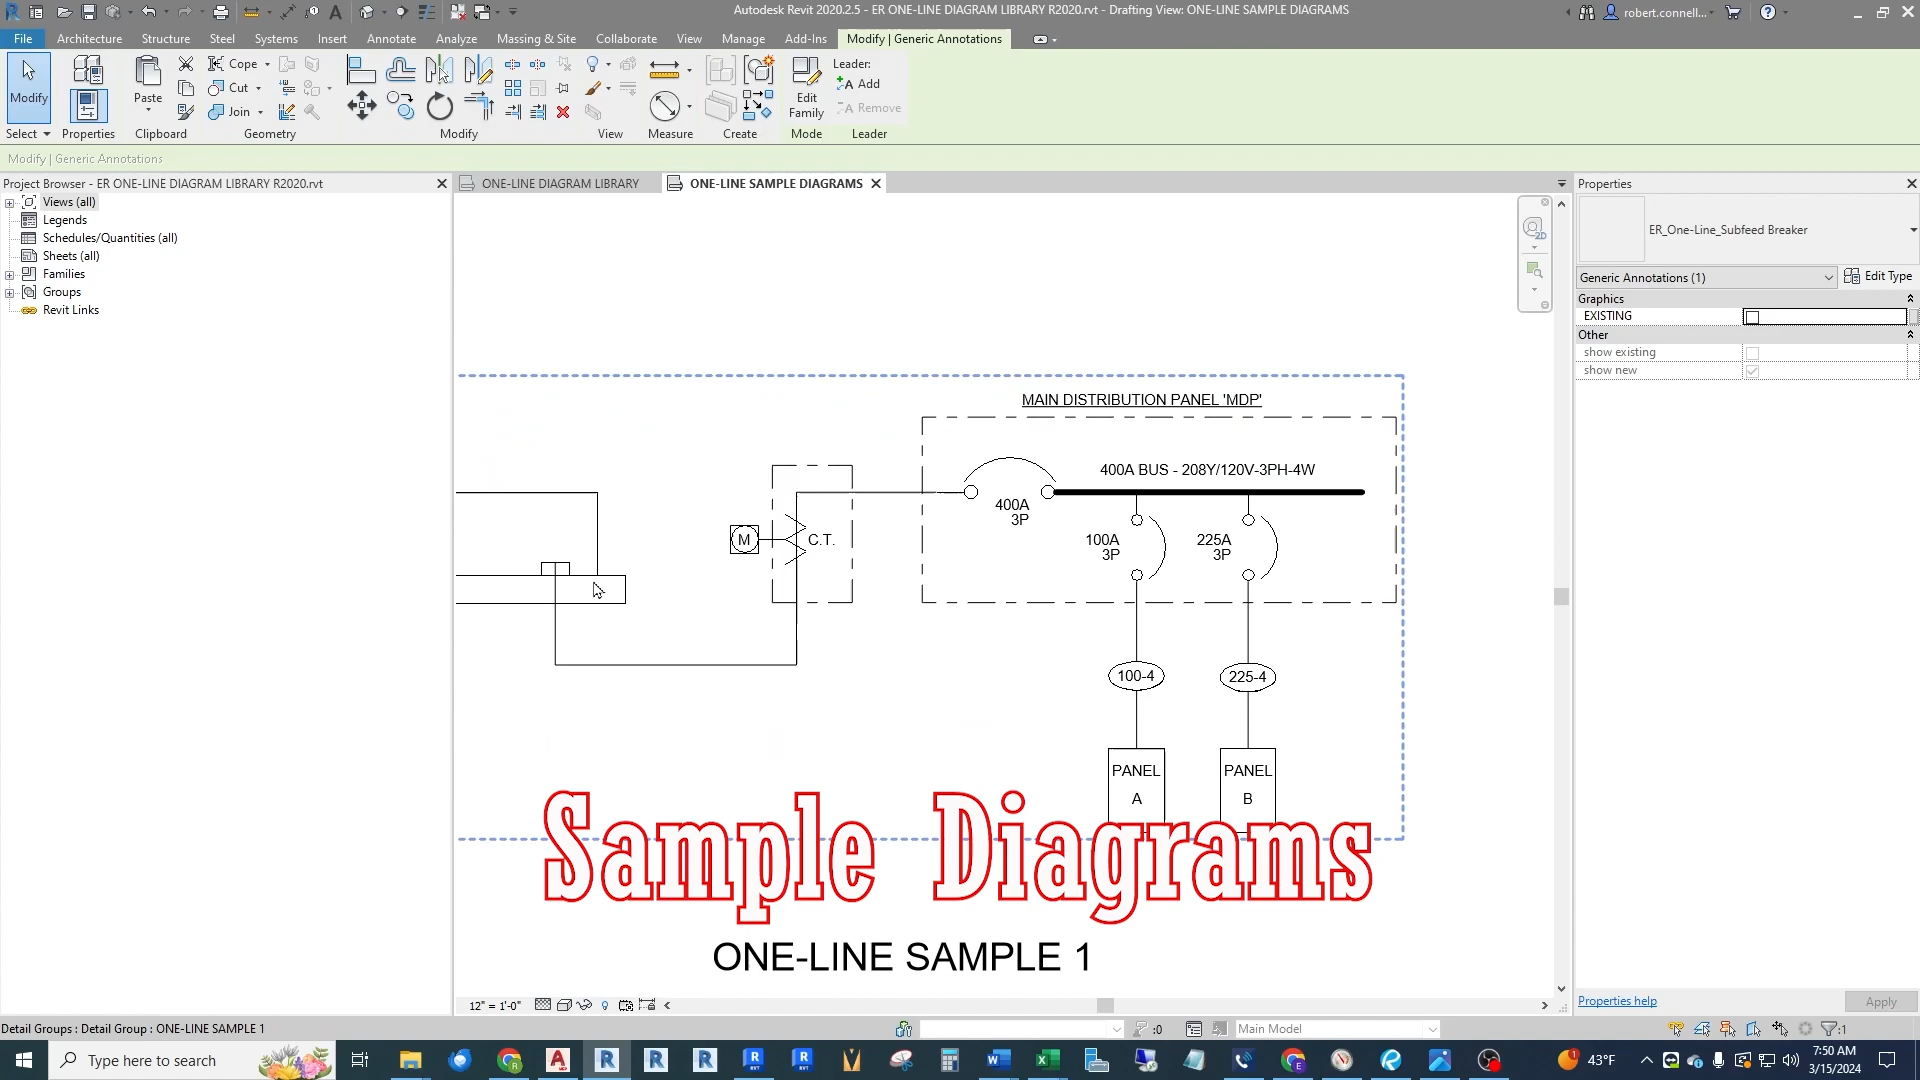 Autodesk Revit 2020.2.5 - ER ONE-LINE DIAGRAM LIBRARY R2020.rvt - Drafting View: ONE-LINE SAMPLE DIAGRAMS
robert.connell...
File Architecture Structure Steel Systems Insert Annotate Analyze Massing & Site Collaborate View Manage Add-Ins Modify | Generic Annotations
Modify
Paste
Cope
Cut
Join
Edit
Family
Leader:
Add
Remove
Select Properties Clipboard Geometry Modify View Measure Create Mode Leader
Modify | Generic Annotations
Project Browser - ER ONE-LINE DIAGRAM LIBRARY R2020.rvt
Views (all)
Legends
Schedules/Quantities (all)
Sheets (all)
Families
Groups
Revit Links
ONE-LINE DIAGRAM LIBRARY
ONE-LINE SAMPLE DIAGRAMS
2D
MAIN DISTRIBUTION PANEL 'MDP'
400A BUS - 208Y/120V-3PH-4W
400A
3P
M
C.T.
100A
3P
225A
3P
100-4
225-4
PANEL
A
PANEL
B
Sample Diagrams
ONE-LINE SAMPLE 1
12" = 1'-0"
Properties
ER_One-Line_Subfeed Breaker
Generic Annotations (1)
Edit Type
Graphics
EXISTING
Other
show existing
show new
Properties help
Apply
Detail Groups : Detail Group : ONE-LINE SAMPLE 1
:0
Main Model
:1
Type here to search
43°F
7:50 AM
3/15/2024